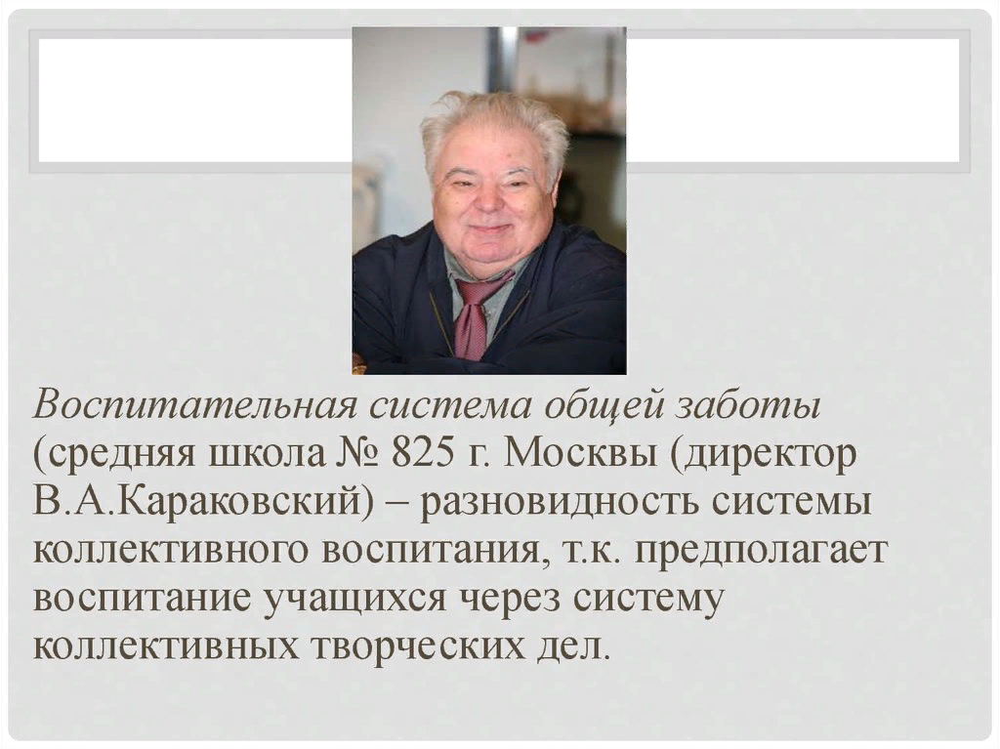 Воспитательная система общей заботы
(средняя школа № 825 г. Москвы (директор
В.А.Караковский) – разновидность системы
коллективного воспитания, т.к. предполагает
воспитание учащихся через систему
коллективных творческих дел.